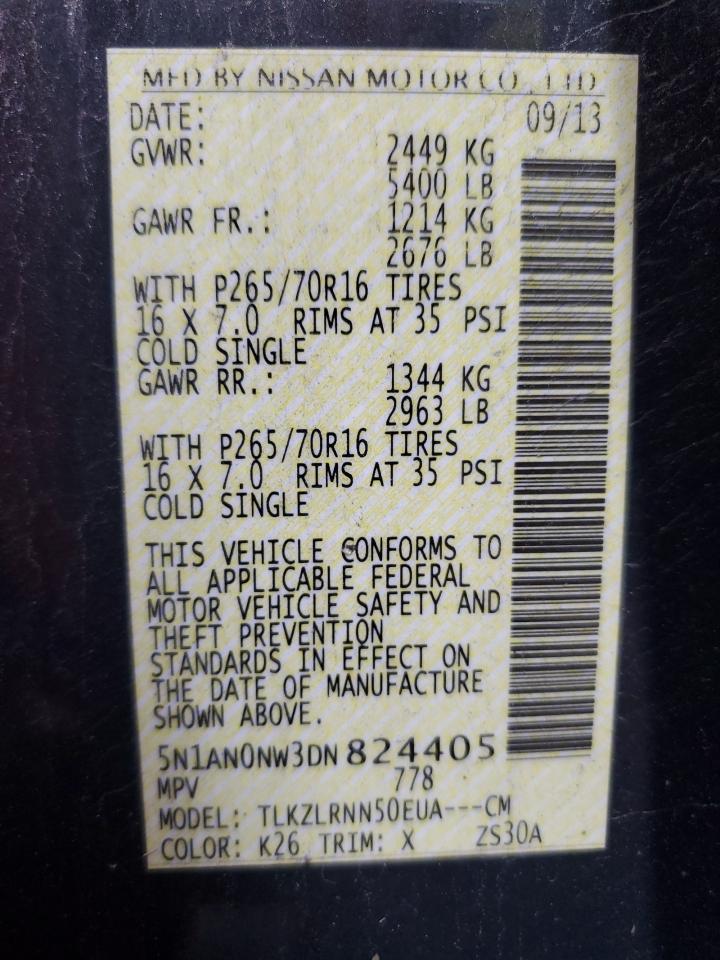 MFD BY NISSAN MOTOR CO., LTD
DATE: 09/13
GVWR: 2449 KG
5400 LB
GAWR FR.: 1214 KG
2676 LB
WITH P265/70R16 TIRES
16 X 7.0 RIMS AT 35 PSI
COLD SINGLE
GAWR RR.: 1344 KG
2963 LB
WITH P265/70R16 TIRES
16 X 7.0 RIMS AT 35 PSI
COLD SINGLE
THIS VEHICLE CONFORMS TO
ALL APPLICABLE FEDERAL
MOTOR VEHICLE SAFETY AND
THEFT PREVENTION
STANDARDS IN EFFECT ON
THE DATE OF MANUFACTURE
SHOWN ABOVE.
5N1AN0NW3DN 824405
MPV 778
MODEL: TLKZLRNN50EUA---CM
COLOR: K26 TRIM: X ZS30A